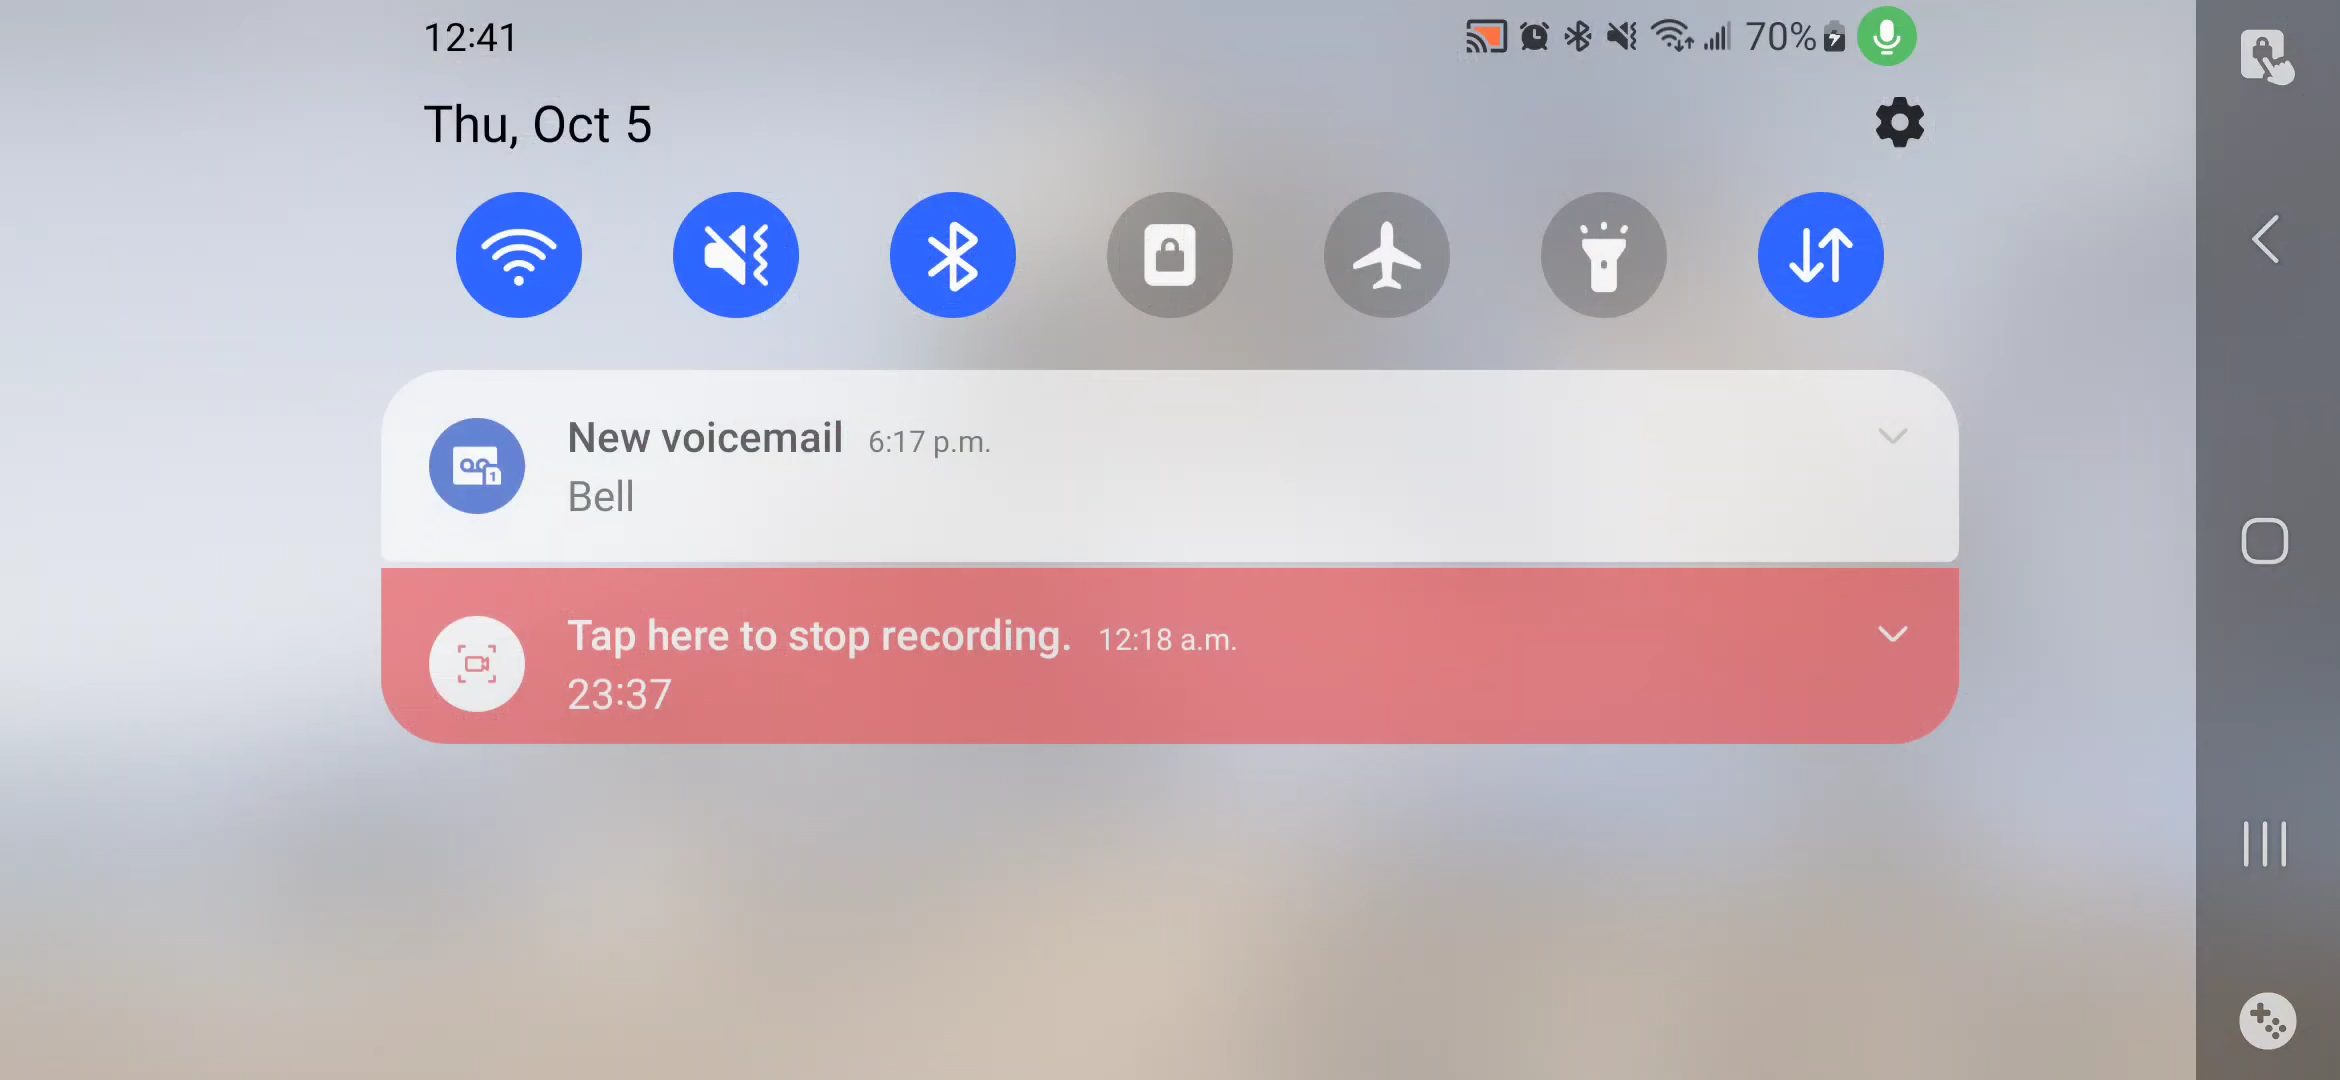 12:41
70%
Thu, Oct 5
New voicemail 6:17 p.m.
Bell
1
Tap here to stop recording. 12:18 a.m.
23:37